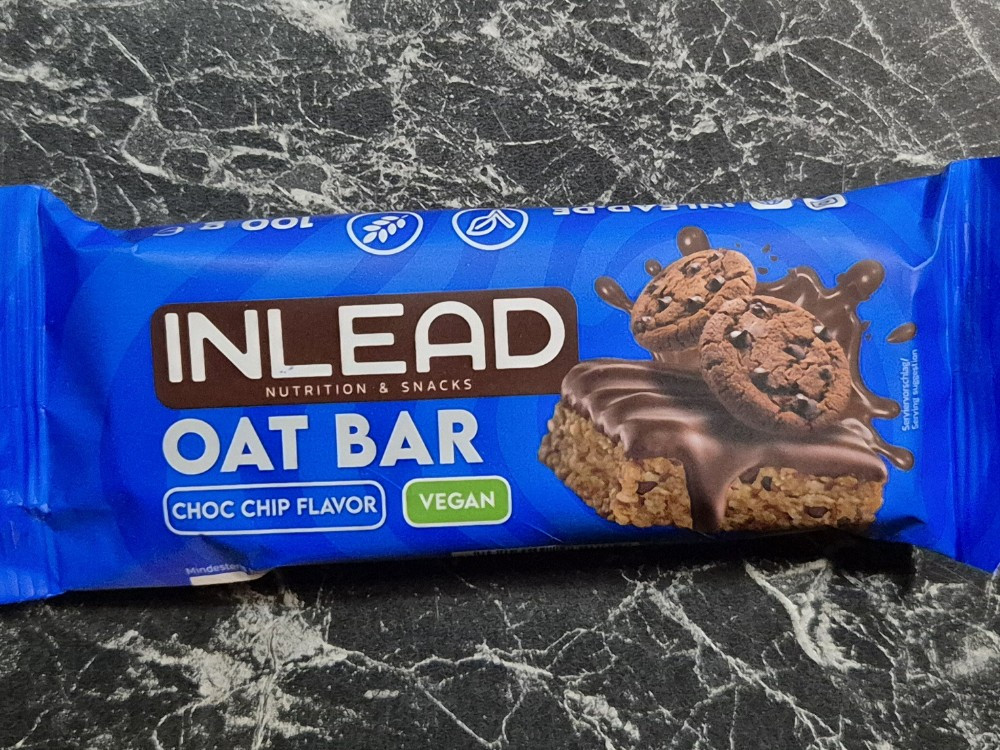 100 g e
INLEAD.DE
INLEAD
NUTRITION & SNACKS
OAT BAR
CHOC CHIP FLAVOR
VEGAN
Serviervorschlag/
Serving suggestion